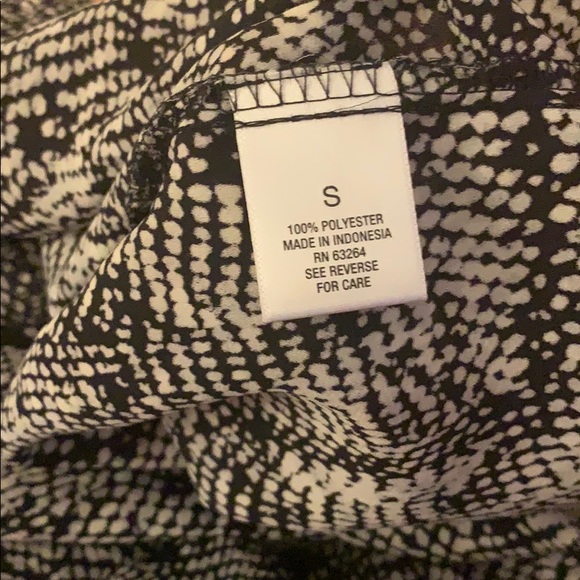 S
100% POLYESTER
MADE IN INDONESIA
RN 63264
SEE REVERSE
FOR CARE